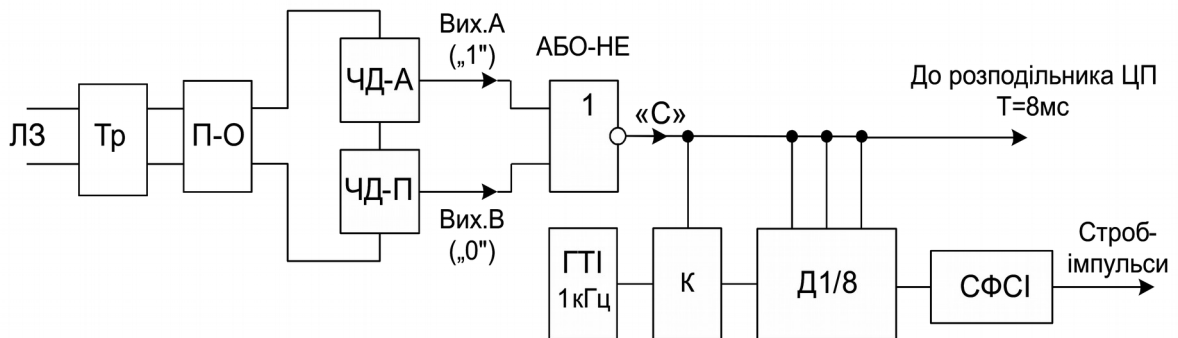 Вих.А
(„1")
АБО-НЕ
ЧД-А
До розподільника ЦП
Т=8мс
1
«С»
ЛЗ
Тр
П-О
ЧД-П
Вих.В
(„0")
ГТІ
1кГц
К
Д1/8
СФСІ
Строб-
імпульси